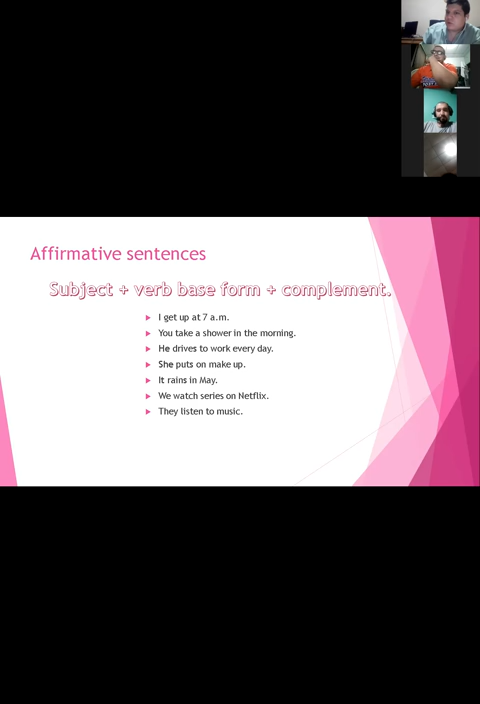 Affirmative sentences
Subject + verb base form + complement.
I get up at 7 a.m.
You take a shower in the morning.
He drives to work every day.
She puts on make up.
It rains in May.
We watch series on Netflix.
They listen to music.